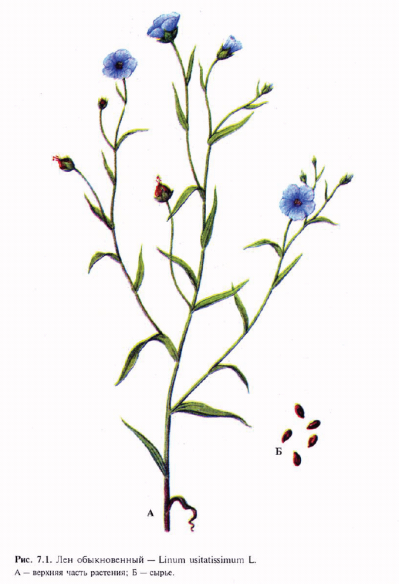 Б
А
Рис. 7.1. Лен обыкновенный — Linum usitatissimum L.
А — верхняя часть растения; Б — сырье.